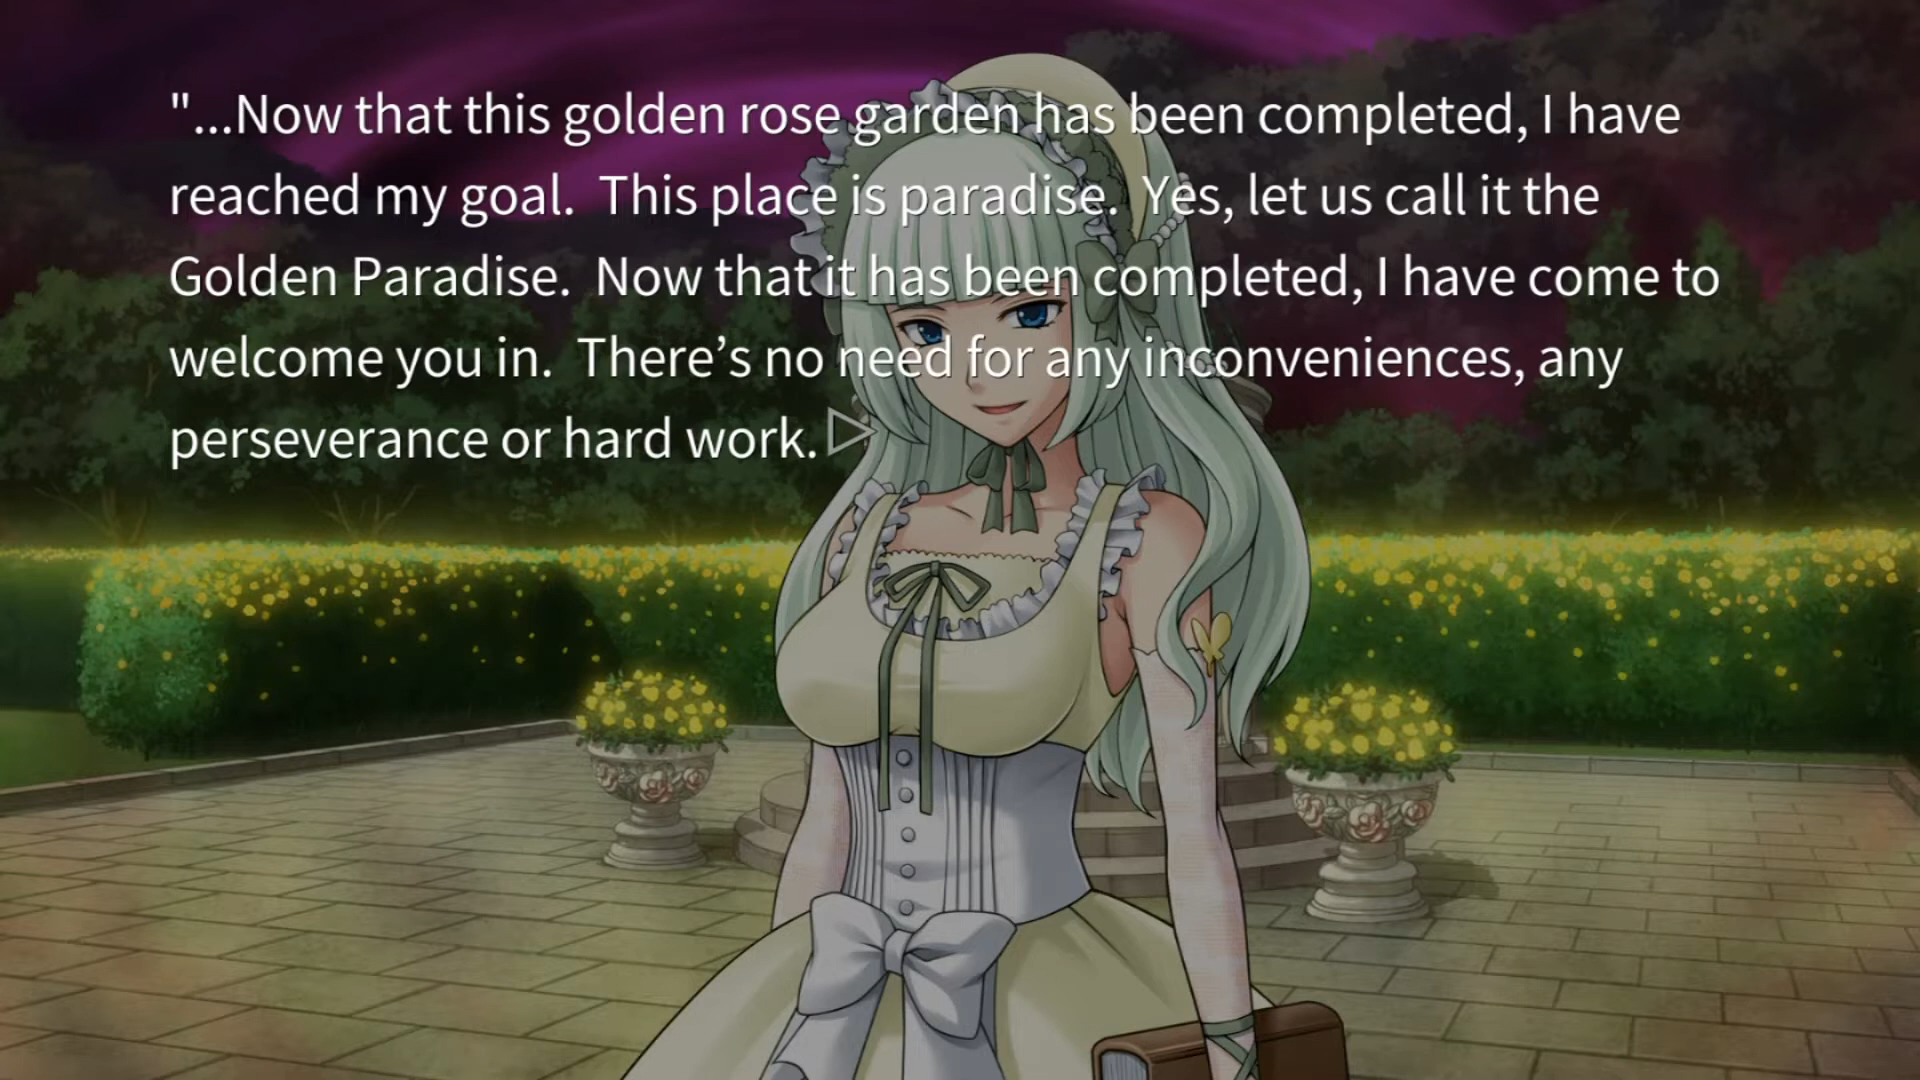 "...Now that this golden rose garden has been completed, I have
reached my goal.  This place is paradise.  Yes, let us call it the
Golden Paradise.  Now that it has been completed, I have come to
welcome you in.  There’s no need for any inconveniences, any
perseverance or hard work.